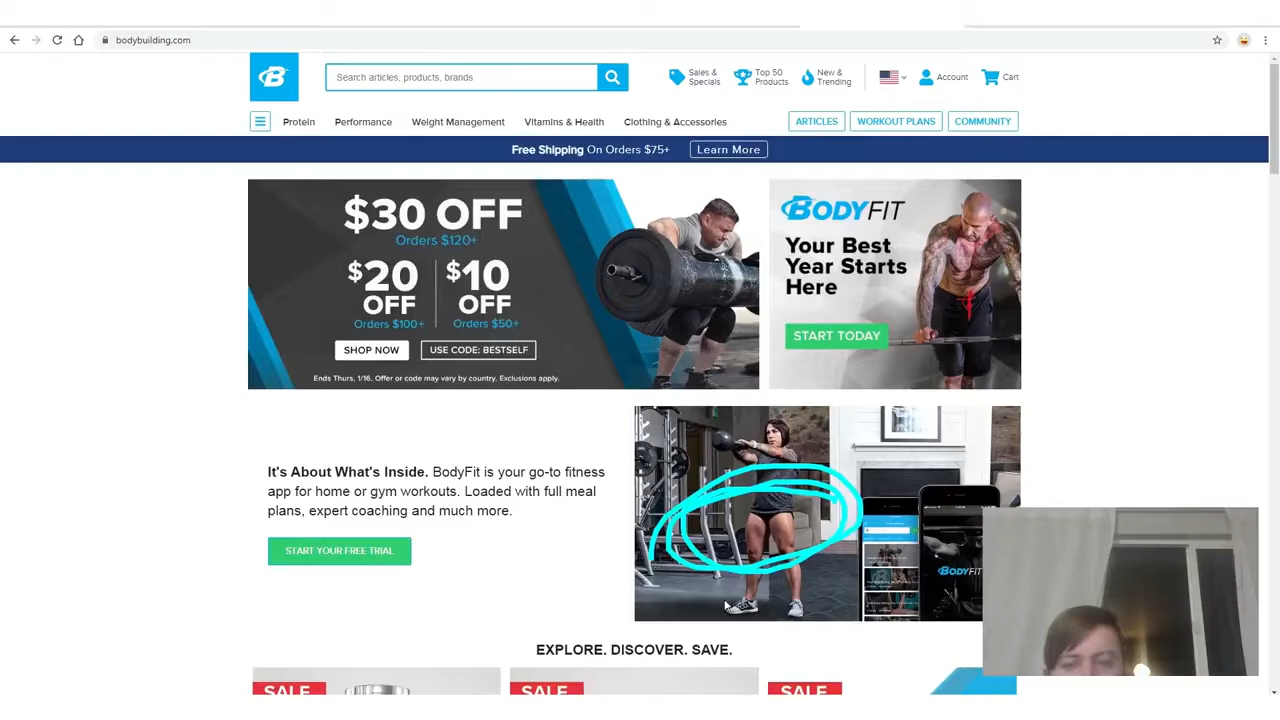 bodybuilding.com
B
Search articles, products, brands
Sales & Specials
Top 50 Products
New & Trending
Account
Cart
Protein
Performance
Weight Management
Vitamins & Health
Clothing & Accessories
ARTICLES
WORKOUT PLANS
COMMUNITY
Free Shipping On Orders $75+
Learn More
$30 OFF
Orders $120+
$20 OFF
Orders $100+
$10 OFF
Orders $50+
SHOP NOW
USE CODE: BESTSELF
Ends Thurs, 1/16. Offer or code may vary by country. Exclusions apply.
BODYFIT
Your Best
Year Starts
Here
START TODAY
It's About What's Inside. BodyFit is your go-to fitness
app for home or gym workouts. Loaded with full meal
plans, expert coaching and much more.
START YOUR FREE TRIAL
BODYFIT
EXPLORE. DISCOVER. SAVE.
SALE
SALE
SALE